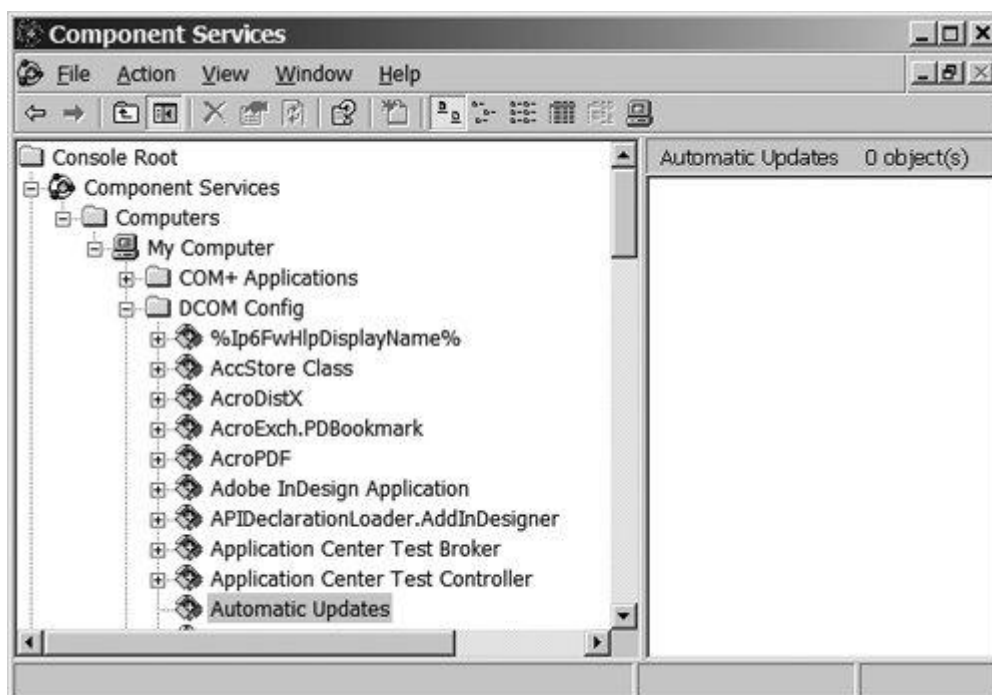 Component Services
File Action View Window Help
Console Root
Component Services
Computers
My Computer
COM+ Applications
DCOM Config
%Ip6FwHlpDisplayName%
AccStore Class
AcroDistX
AcroExch.PDBookmark
AcroPDF
Adobe InDesign Application
APIDeclarationLoader.AddInDesigner
Application Center Test Broker
Application Center Test Controller
Automatic Updates
Automatic Updates 0 object(s)